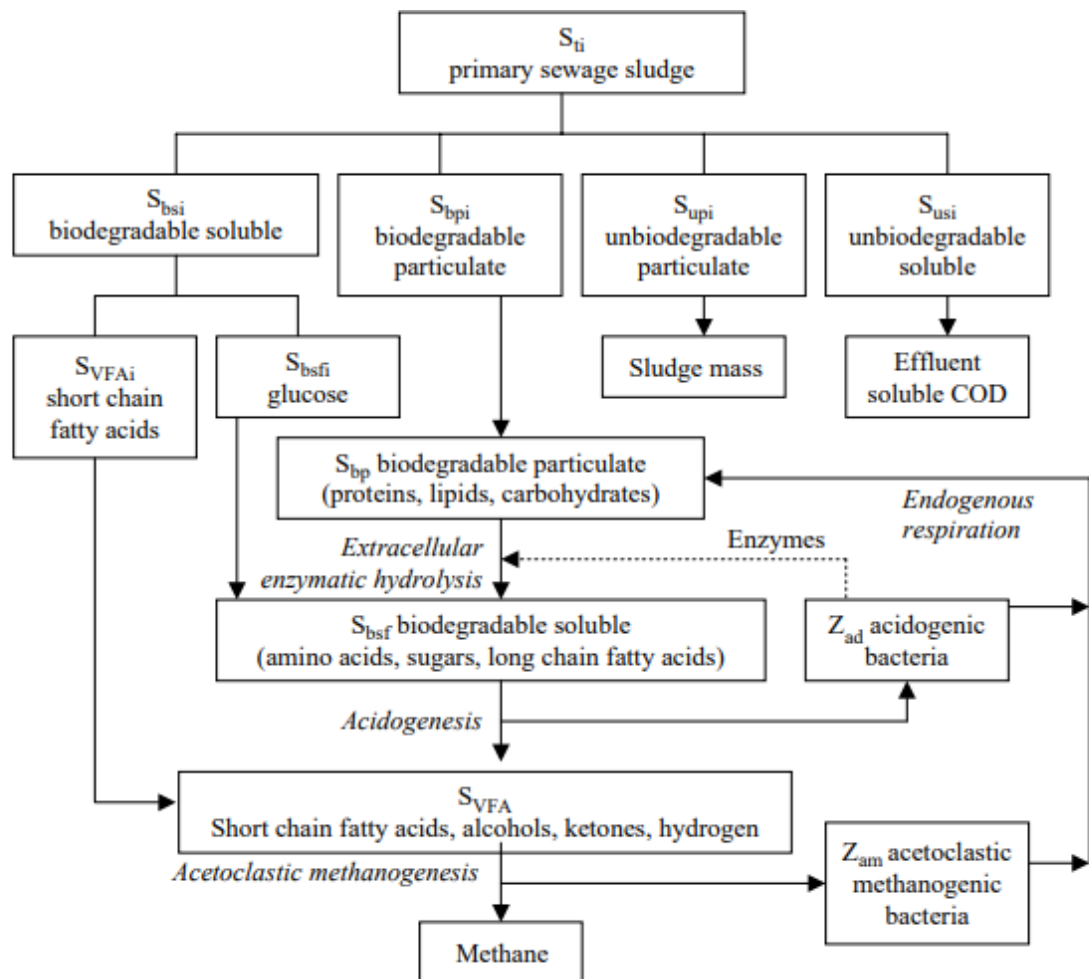 S_ti
primary sewage sludge
S_bsi
biodegradable soluble
S_bpi
biodegradable
particulate
S_upi
unbiodegradable
particulate
S_usi
unbiodegradable
soluble
S_VFAi
short chain
fatty acids
S_bsfi
glucose
Sludge mass
Effluent
soluble COD
S_bp biodegradable particulate
(proteins, lipids, carbohydrates)
Endogenous
respiration
Extracellular
enzymatic hydrolysis
Enzymes
S_bsf biodegradable soluble
(amino acids, sugars, long chain fatty acids)
Z_ad acidogenic
bacteria
Acidogenesis
S_VFA
Short chain fatty acids, alcohols, ketones, hydrogen
Acetoclastic methanogenesis
Z_am acetoclastic
methanogenic
bacteria
Methane